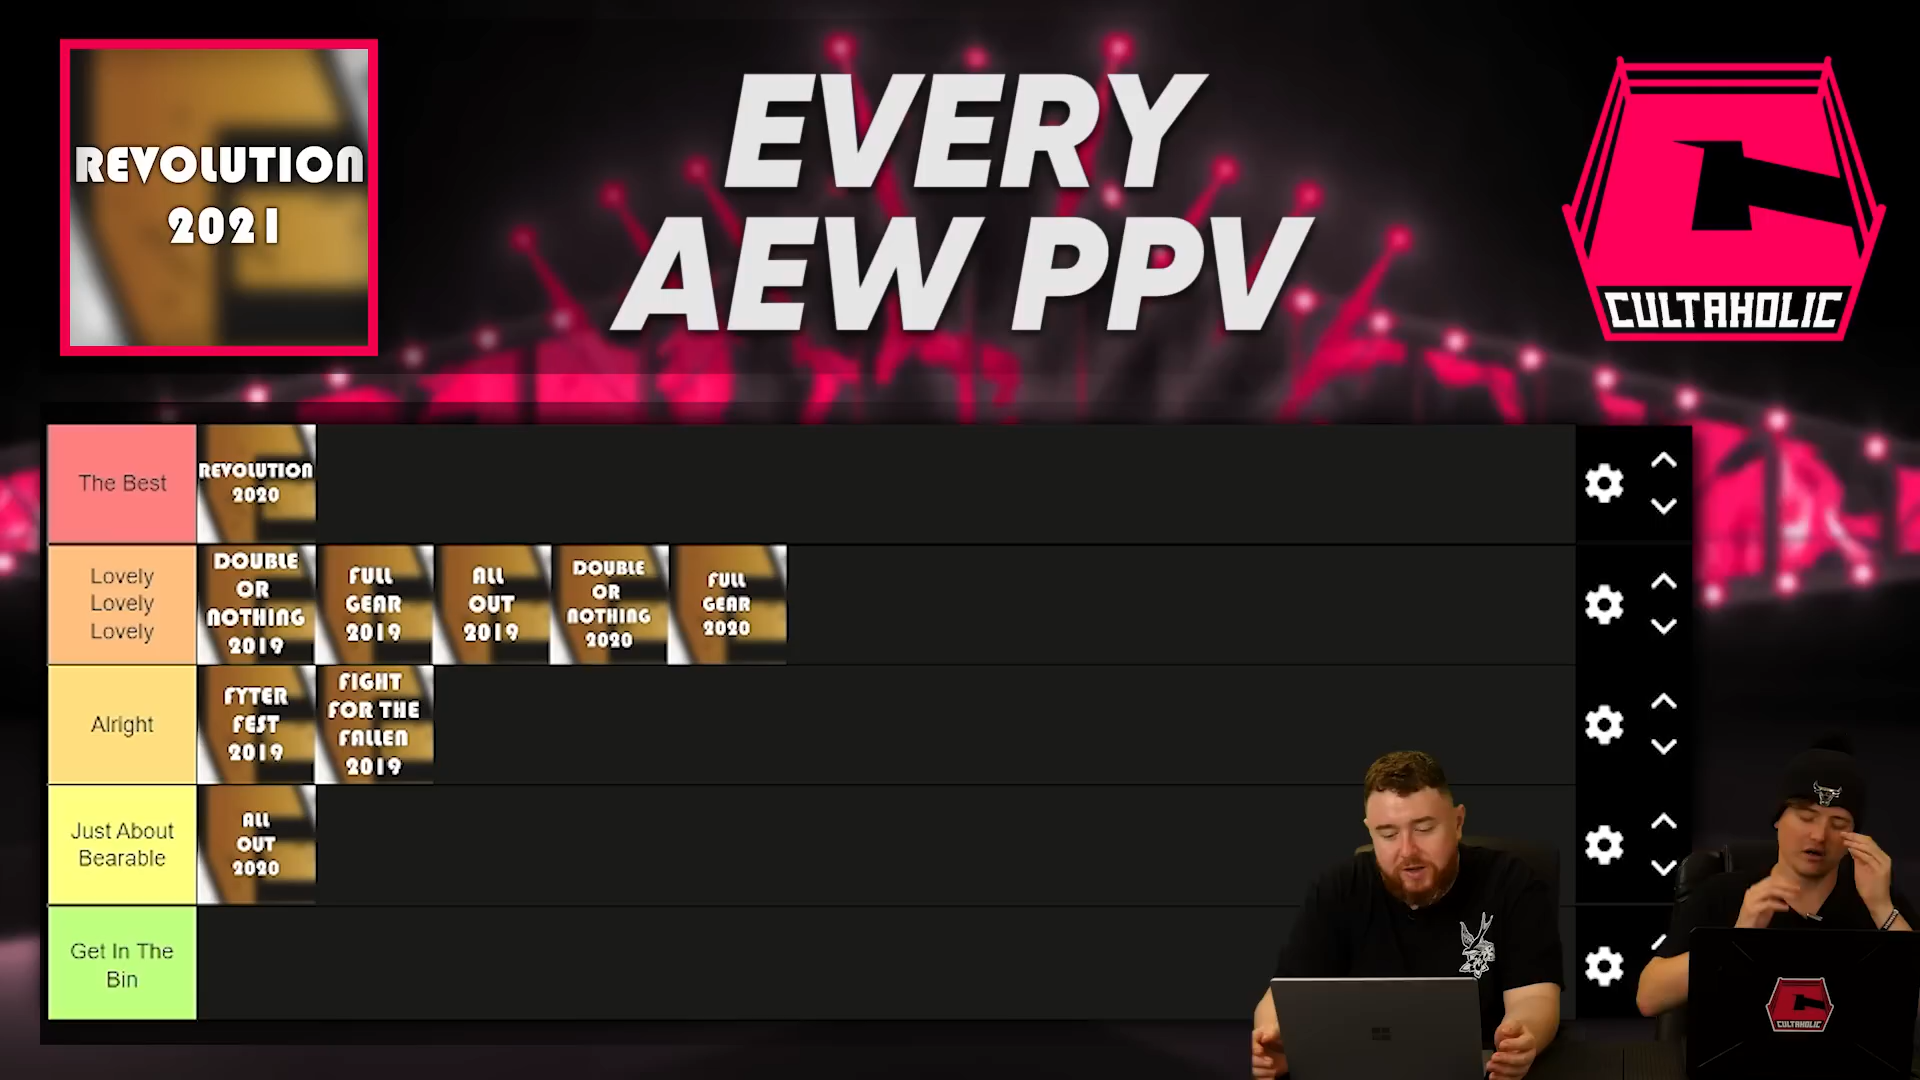 REVOLUTION
2021
EVERY
AEW PPV
CULTAHOLIC
The Best
REVOLUTION
2020
Lovely
Lovely
Lovely
DOUBLE
OR
NOTHING
2019
FULL
GEAR
2019
ALL
OUT
2019
DOUBLE
OR
NOTHING
2020
FULL
GEAR
2020
Alright
FYTER
FEST
2019
FIGHT
FOR THE
FALLEN
2019
Just About
Bearable
ALL
OUT
2020
Get In The
Bin
CULTAHOLIC